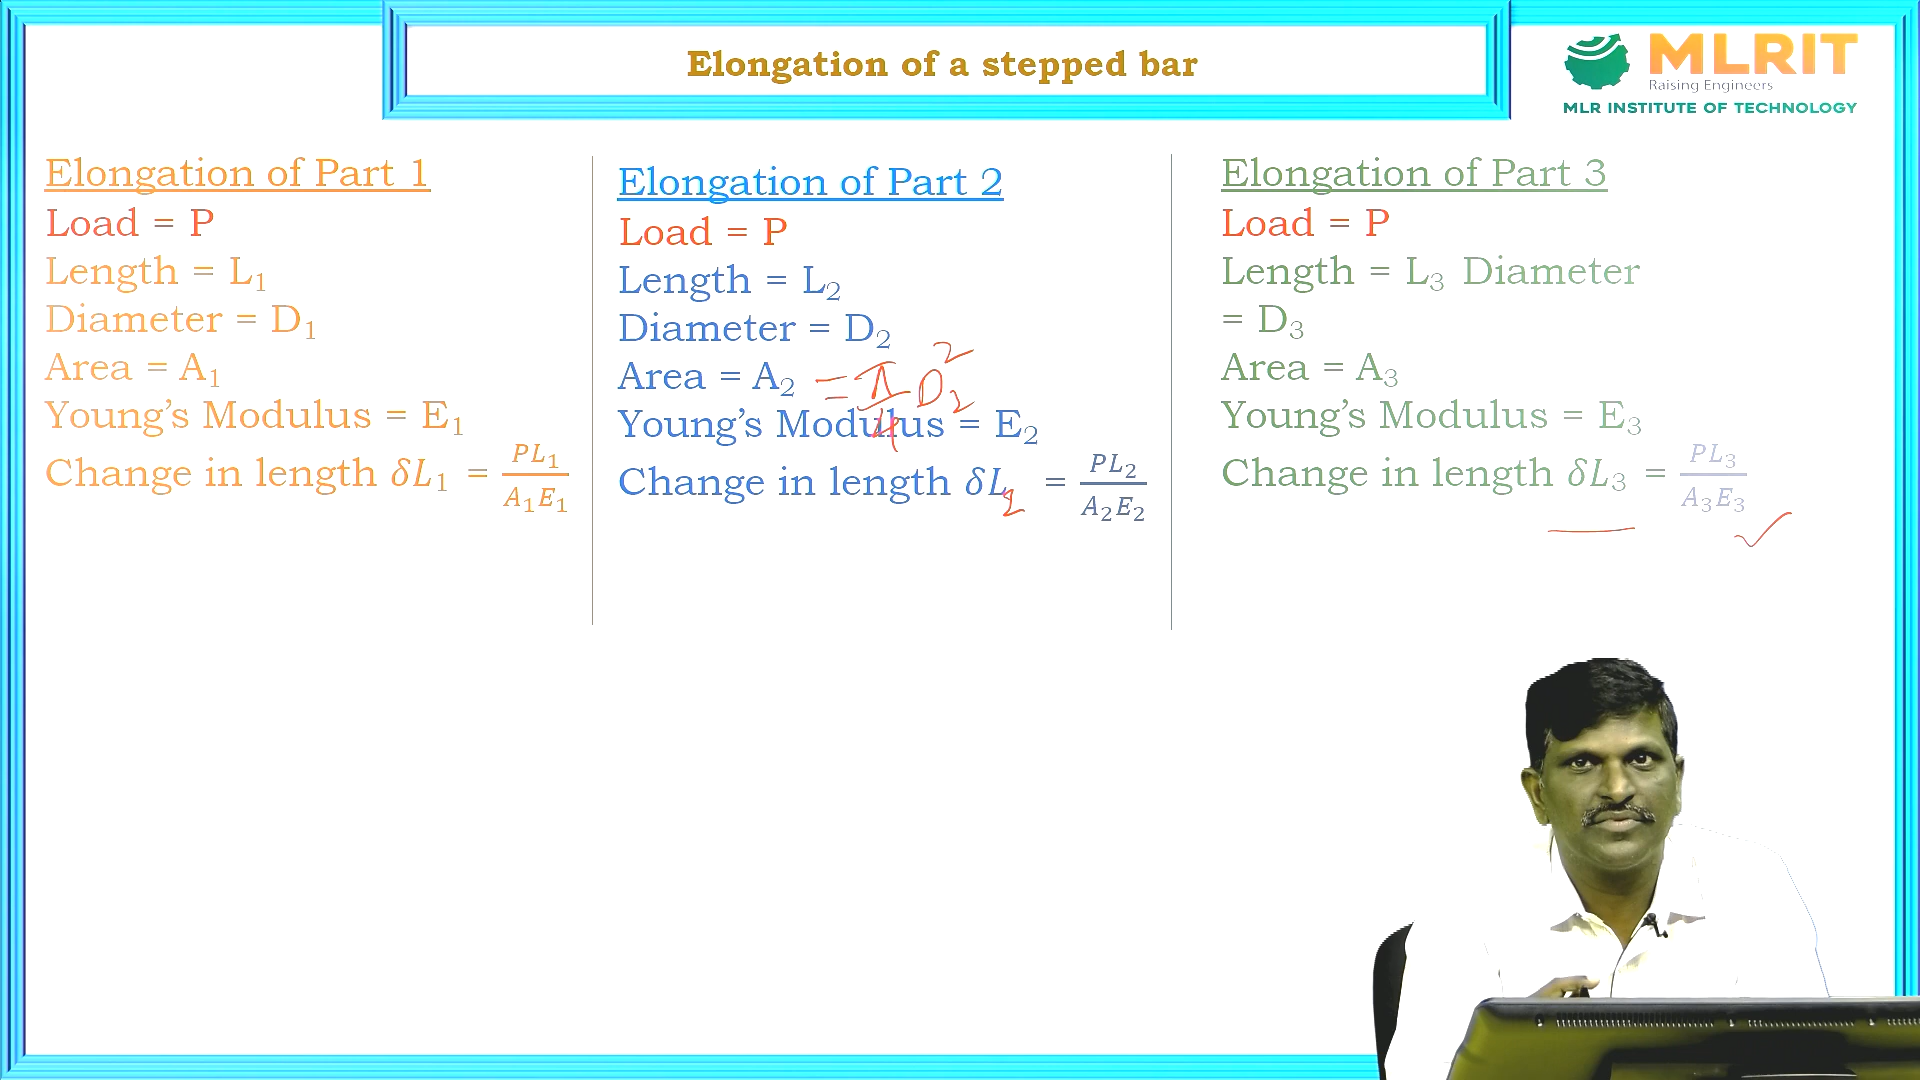 Elongation of a stepped bar
MLRIT
Raising Engineers
MLR INSTITUTE OF TECHNOLOGY
Elongation of Part 1
Load = P
Length = L₁
Diameter = D₁
Area = A₁
Young’s Modulus = E₁
Change in length δL₁ = PL₁/A₁E₁
Elongation of Part 2
Load = P
Length = L₂
Diameter = D₂
Area = A₂ = π/4 D₂²
Young’s Modulus = E₂
Change in length δL₂ = PL₂/A₂E₂
Elongation of Part 3
Load = P
Length = L₃ Diameter
= D₃
Area = A₃
Young’s Modulus = E₃
Change in length δL₃ = PL₃/A₃E₃